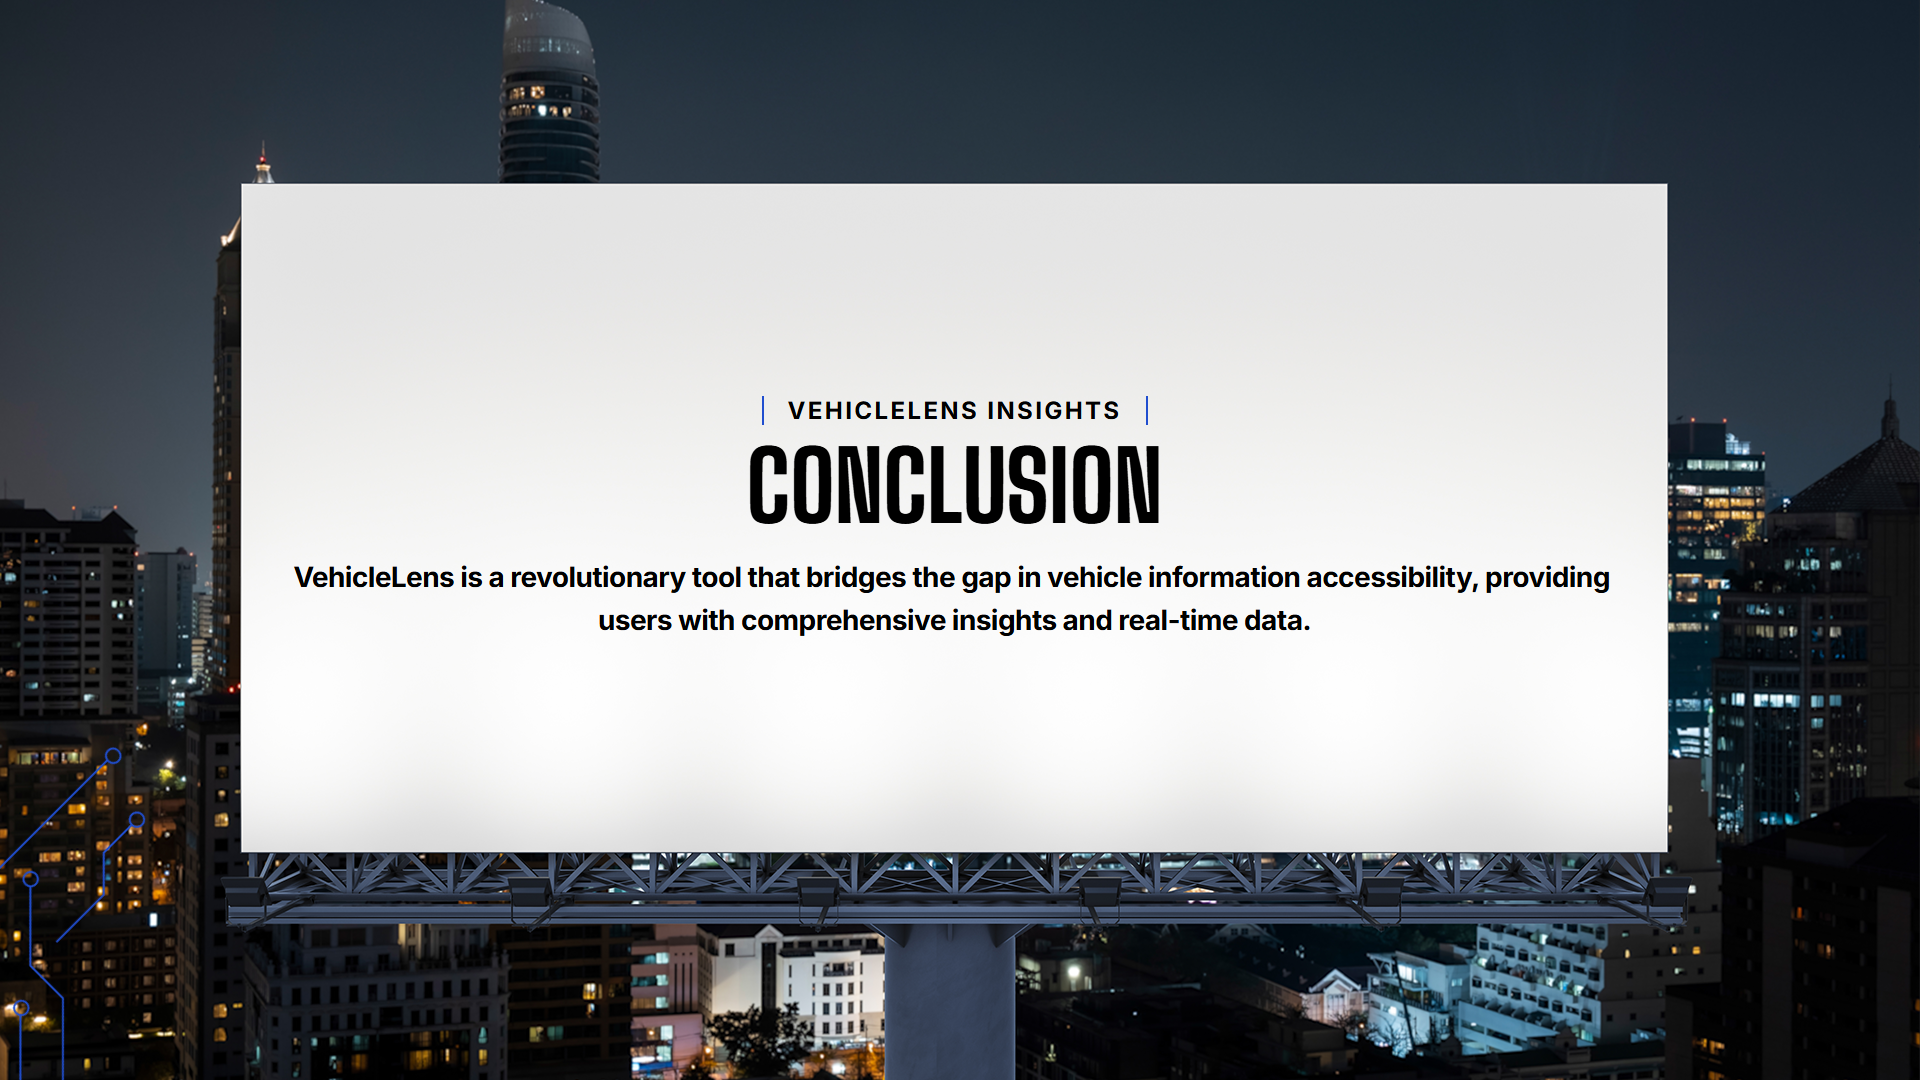 VEHICLELENS INSIGHTS
CONCLUSION
VehicleLens is a revolutionary tool that bridges the gap in vehicle information accessibility, providing
users with comprehensive insights and real-time data.